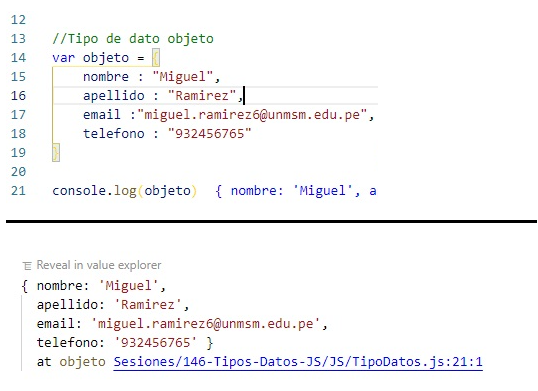 12
13 //Tipo de dato objeto
14 var objeto = {
15 nombre : "Miguel",
16 apellido : "Ramirez",
17 email :"miguel.ramirez6@unmsm.edu.pe",
18 telefono : "932456765"
19 }
20
21 console.log(objeto) { nombre: 'Miguel', a
Reveal in value explorer
{ nombre: 'Miguel',
apellido: 'Ramirez',
email: 'miguel.ramirez6@unmsm.edu.pe',
telefono: '932456765' }
at objeto Sesiones/146-Tipos-Datos-JS/JS/TipoDatos.js:21:1